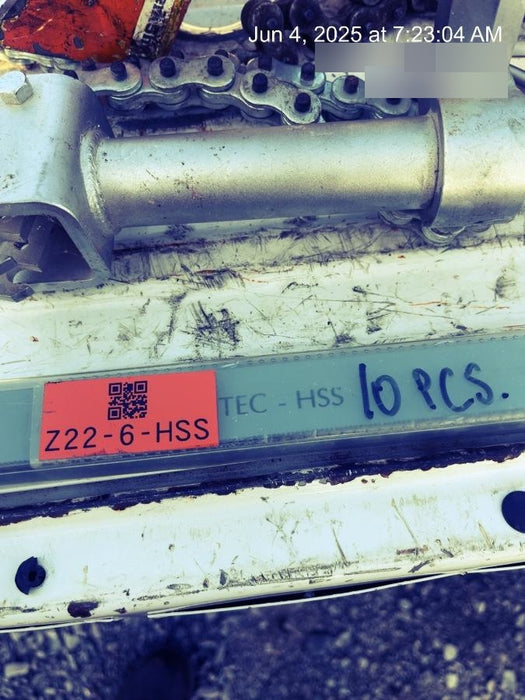 Jun 4, 2025 at 7:23:04 AM
Z22-6-HSS
TEC - HSS
10 PCS.